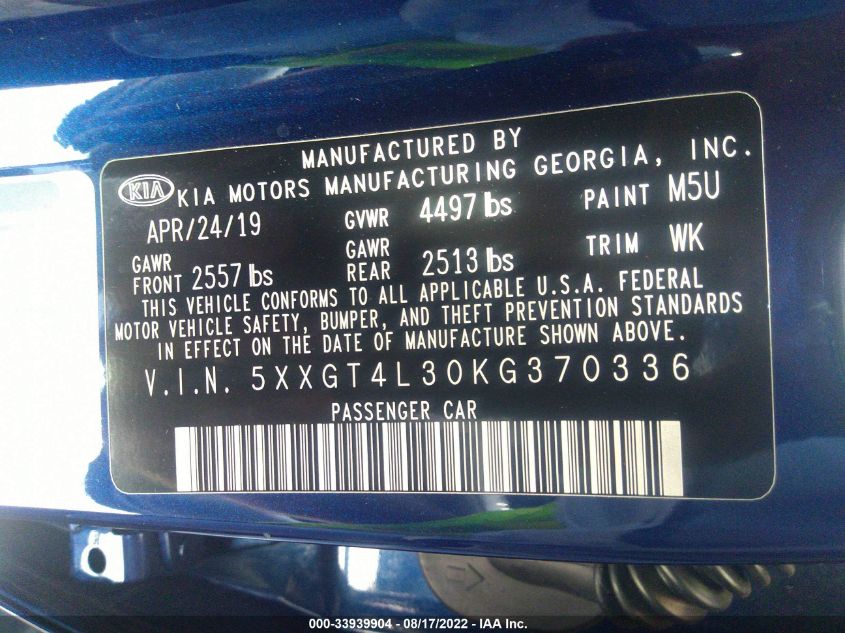 MANUFACTURED BY
KIA KIA MOTORS MANUFACTURING GEORGIA, INC.
APR/24/19 GVWR 4497 lbs PAINT M5U
GAWR FRONT 2557 lbs GAWR REAR 2513 lbs TRIM WK
THIS VEHICLE CONFORMS TO ALL APPLICABLE U.S.A. FEDERAL
MOTOR VEHICLE SAFETY, BUMPER, AND THEFT PREVENTION STANDARDS
IN EFFECT ON THE DATE OF MANUFACTURE SHOWN ABOVE.
V.I.N. 5XXGT4L30KG370336
PASSENGER CAR
000-33939904 - 08/17/2022 - IAA Inc.